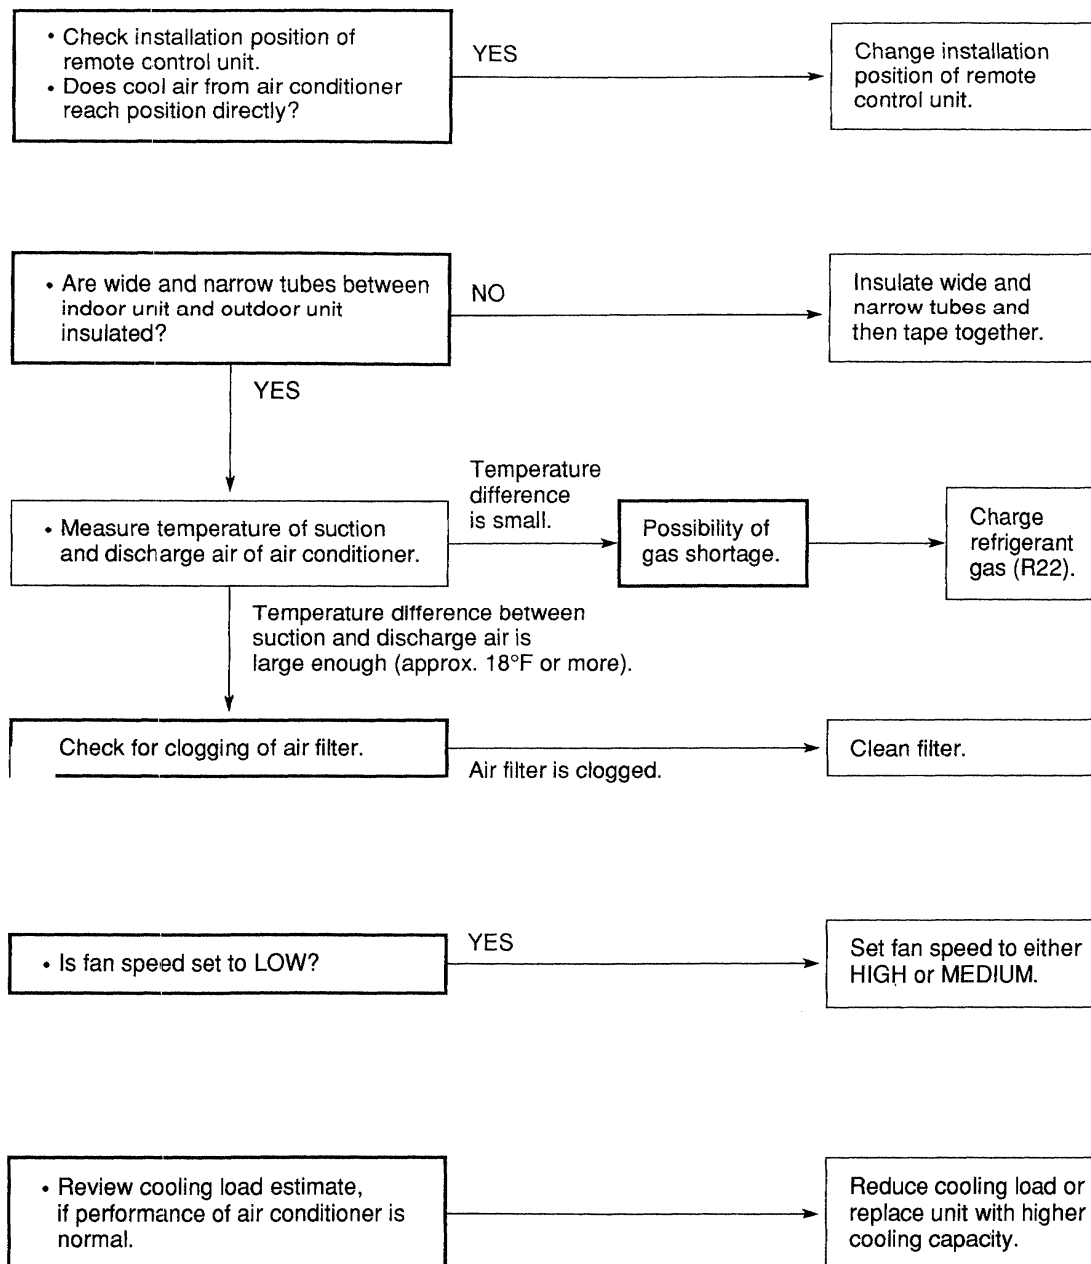 • Check installation position of
remote control unit.
• Does cool air from air conditioner
reach position directly?
YES
Change installation
position of remote
control unit.
• Are wide and narrow tubes between
indoor unit and outdoor unit
insulated?
NO
Insulate wide and
narrow tubes and
then tape together.
YES
• Measure temperature of suction
and discharge air of air conditioner.
Temperature
difference
is small.
Possibility of
gas shortage.
Charge
refrigerant
gas (R22).
Temperature difference between
suction and discharge air is
large enough (approx. 18°F or more).
Check for clogging of air filter.
Air filter is clogged.
Clean filter.
• Is fan speed set to LOW?
YES
Set fan speed to either
HIGH or MEDIUM.
• Review cooling load estimate,
if performance of air conditioner is
normal.
Reduce cooling load or
replace unit with higher
cooling capacity.